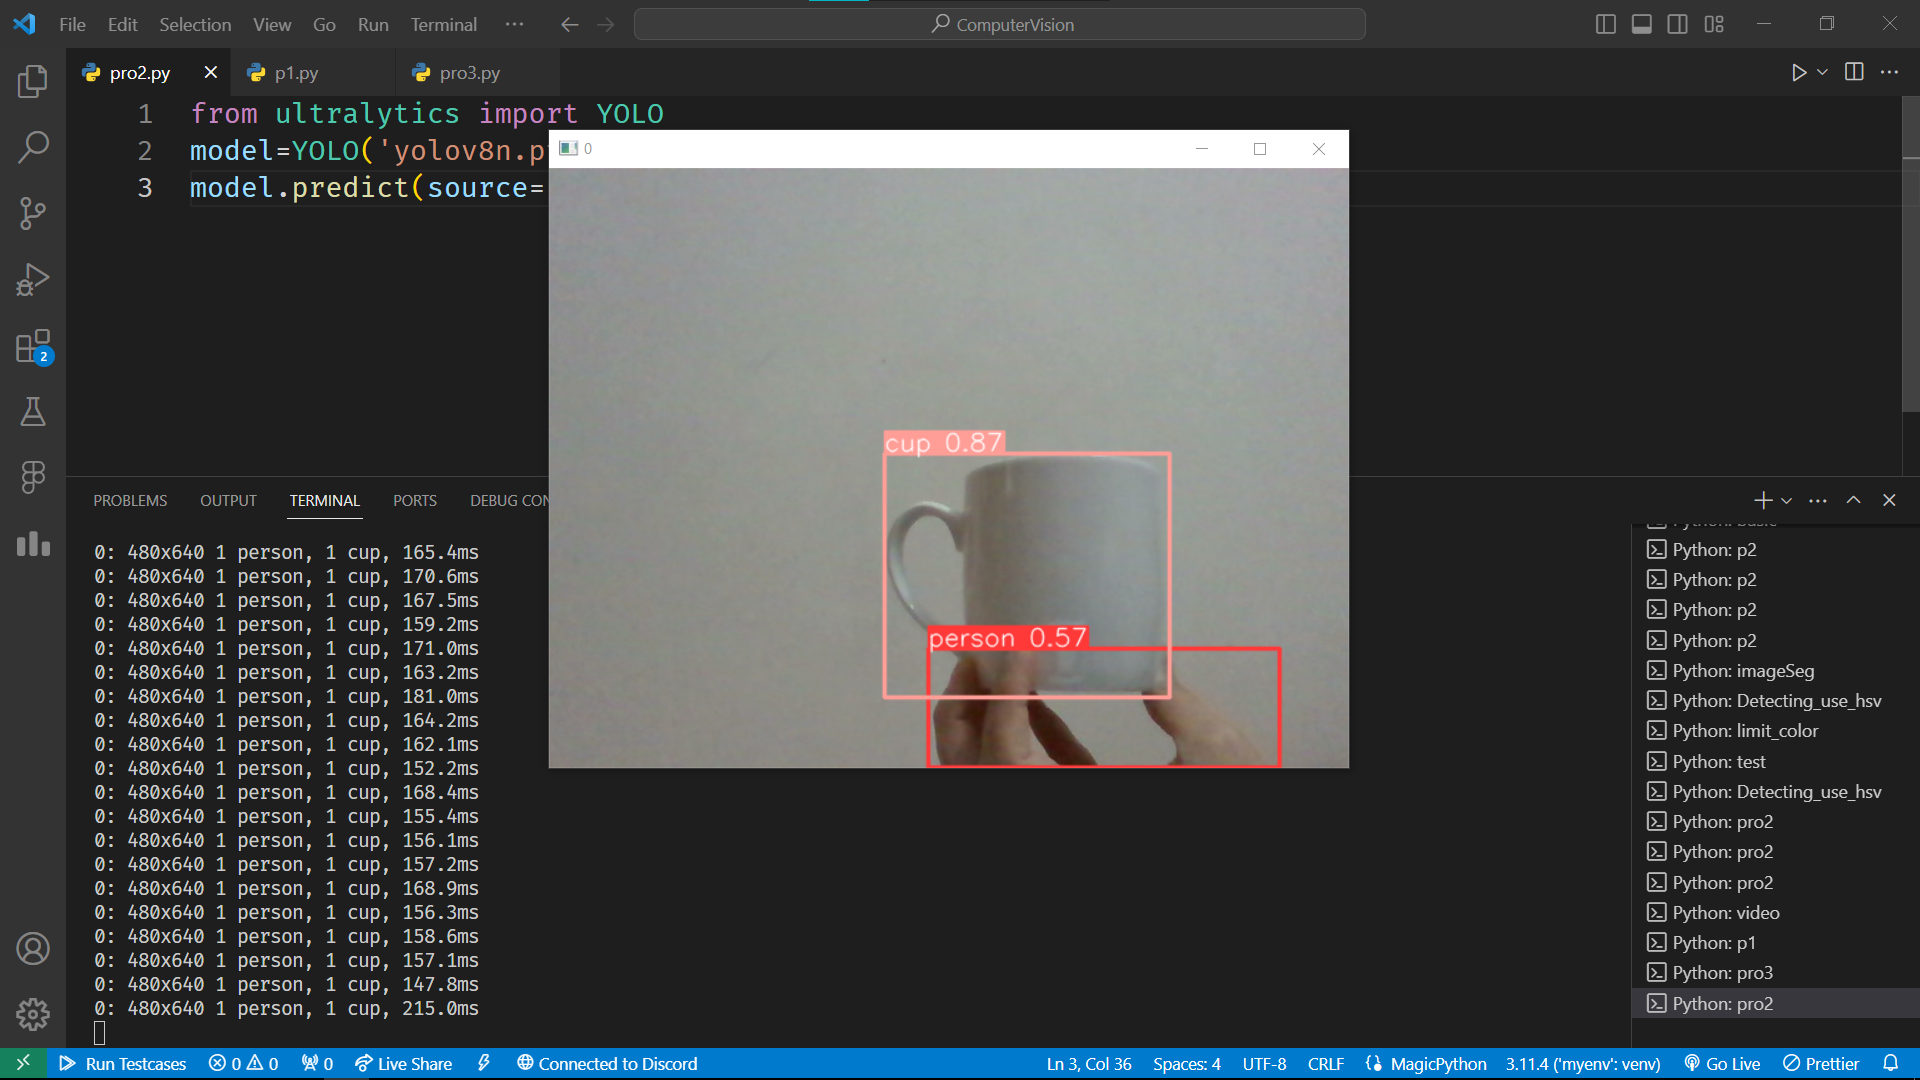 File Edit Selection View Go Run Terminal ··· ComputerVision
pro2.py p1.py pro3.py
1 from ultralytics import YOLO
2 model=YOLO('yolov8n.p
3 model.predict(source=
0
cup 0.87
person 0.57
PROBLEMS OUTPUT TERMINAL PORTS DEBUG CON
0: 480x640 1 person, 1 cup, 165.4ms
0: 480x640 1 person, 1 cup, 170.6ms
0: 480x640 1 person, 1 cup, 167.5ms
0: 480x640 1 person, 1 cup, 159.2ms
0: 480x640 1 person, 1 cup, 171.0ms
0: 480x640 1 person, 1 cup, 163.2ms
0: 480x640 1 person, 1 cup, 181.0ms
0: 480x640 1 person, 1 cup, 164.2ms
0: 480x640 1 person, 1 cup, 162.1ms
0: 480x640 1 person, 1 cup, 152.2ms
0: 480x640 1 person, 1 cup, 168.4ms
0: 480x640 1 person, 1 cup, 155.4ms
0: 480x640 1 person, 1 cup, 156.1ms
0: 480x640 1 person, 1 cup, 157.2ms
0: 480x640 1 person, 1 cup, 168.9ms
0: 480x640 1 person, 1 cup, 156.3ms
0: 480x640 1 person, 1 cup, 158.6ms
0: 480x640 1 person, 1 cup, 157.1ms
0: 480x640 1 person, 1 cup, 147.8ms
0: 480x640 1 person, 1 cup, 215.0ms
Python: p2
Python: p2
Python: p2
Python: p2
Python: imageSeg
Python: Detecting_use_hsv
Python: limit_color
Python: test
Python: Detecting_use_hsv
Python: pro2
Python: pro2
Python: pro2
Python: video
Python: p1
Python: pro3
Python: pro2
2
Run Testcases 0 0 0 Live Share Connected to Discord Ln 3, Col 36 Spaces: 4 UTF-8 CRLF MagicPython 3.11.4 ('myenv': venv) Go Live Prettier